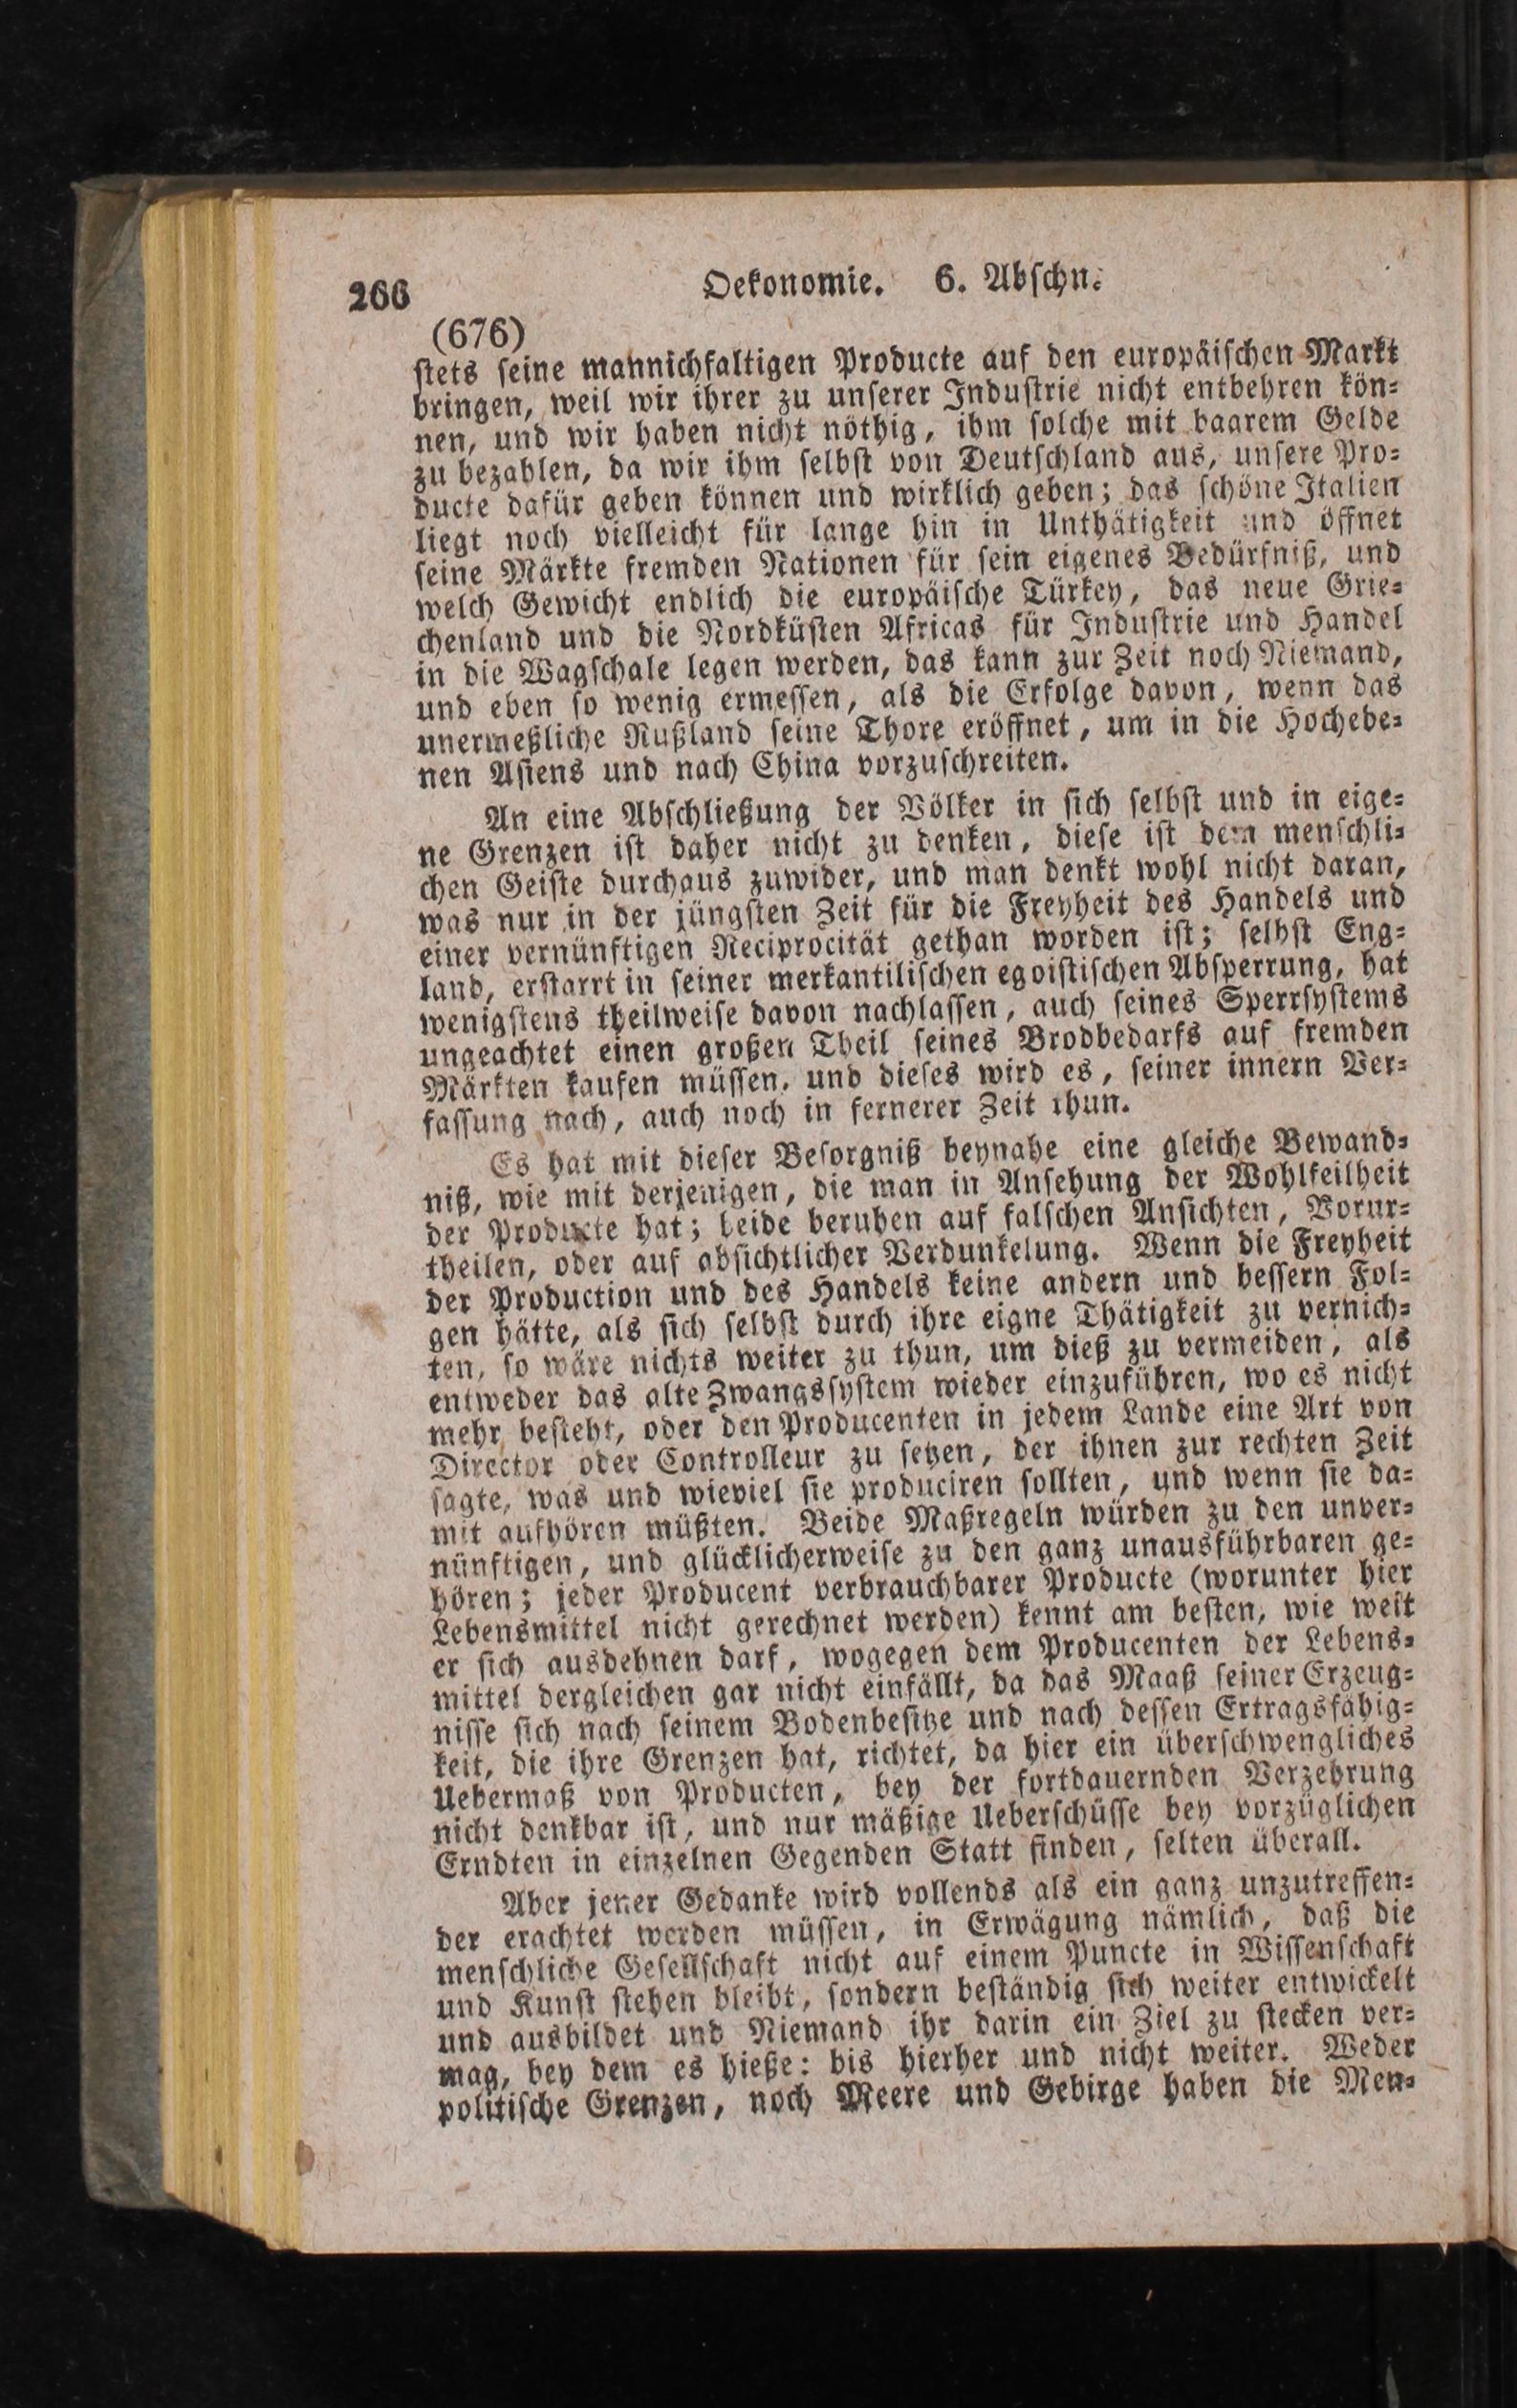 266 Oekonomie. 6. Abschn.
(676)
stets seine mannichfaltigen Producte auf den europäischen Markt
bringen, weil wir ihrer zu unserer Industrie nicht entbehren kön-
nen, und wir haben nicht nöthig, ihm solche mit baarem Gelde
zu bezahlen, da wir ihm selbst von Deutschland aus, unsere Pro-
ducte dafür geben können und wirklich geben; das schöne Italien
liegt noch vielleicht für lange hin in Unthätigkeit und öffnet
seine Märkte fremden Nationen für sein eigenes Bedürfniß, und
welch Gewicht endlich die europäische Türkey, das neue Grie-
chenland und die Nordküsten Africas für Industrie und Handel
in die Wagschale legen werden, das kann zur Zeit noch Niemand,
und eben so wenig ermessen, als die Erfolge davon, wenn das
unermeßliche Rußland seine Thore eröffnet, um in die Hochebe-
nen Asiens und nach China vorzuschreiten.
An eine Abschließung der Völker in sich selbst und in eige-
ne Grenzen ist daher nicht zu denken, diese ist dem menschli-
chen Geiste durchaus zuwider, und man denkt wohl nicht daran,
was nur in der jüngsten Zeit für die Freyheit des Handels und
einer vernünftigen Reciprocität gethan worden ist; selbst Eng-
land, erstarrt in seiner merkantilischen egoistischen Absperrung, hat
wenigstens theilweise davon nachlassen, auch seines Sperrsystems
ungeachtet einen großen Theil seines Brodbedarfs auf fremden
Märkten kaufen müssen, und dieses wird es, seiner innern Ver-
fassung nach, auch noch in fernerer Zeit thun.
Es hat mit dieser Besorgniß beynahe eine gleiche Bewand-
niß, wie mit derjenigen, die man in Ansehung der Wohlfeilheit
der Producte hat; beide beruhen auf falschen Ansichten, Vorur-
theilen, oder auf absichtlicher Verdunkelung. Wenn die Freyheit
der Production und des Handels keine andern und bessern Fol-
gen hätte, als sich selbst durch ihre eigne Thätigkeit zu vernich-
ten, so wäre nichts weiter zu thun, um dieß zu vermeiden, als
entweder das alte Zwangssystem wieder einzuführen, wo es nicht
mehr besteht, oder den Producenten in jedem Lande eine Art von
Director oder Controlleur zu setzen, der ihnen zur rechten Zeit
sagte, was und wieviel sie produciren sollten, und wenn sie da-
mit aufhören müßten. Beide Maßregeln würden zu den unver-
nünftigen, und glücklicherweise zu den ganz unausführbaren ge-
hören; jeder Producent verbrauchbarer Producte (worunter hier
Lebensmittel nicht gerechnet werden) kennt am besten, wie weit
er sich ausdehnen darf, wogegen dem Producenten der Lebens-
mittel dergleichen gar nicht einfällt, da das Maaß seiner Erzeug-
nisse sich nach seinem Bodenbesitze und nach dessen Ertragsfähig-
keit, die ihre Grenzen hat, richtet, da hier ein überschwengliches
Uebermaß von Producten, bey der fortdauernden Verzehrung
nicht denkbar ist, und nur mäßige Ueberschüsse bey vorzüglichen
Erndten in einzelnen Gegenden Statt finden, selten überall.
Aber jener Gedanke wird vollends als ein ganz unzutreffen-
der erachtet werden müssen, in Erwägung nämlich, daß die
menschliche Gesellschaft nicht auf einem Puncte in Wissenschaft
und Kunst stehen bleibt, sondern beständig sich weiter entwickelt
und ausbildet und Niemand ihr darin ein Ziel zu stecken ver-
mag, bey dem es hieße: bis hierher und nicht weiter. Weder
politische Grenzen, noch Meere und Gebirge haben die Men-